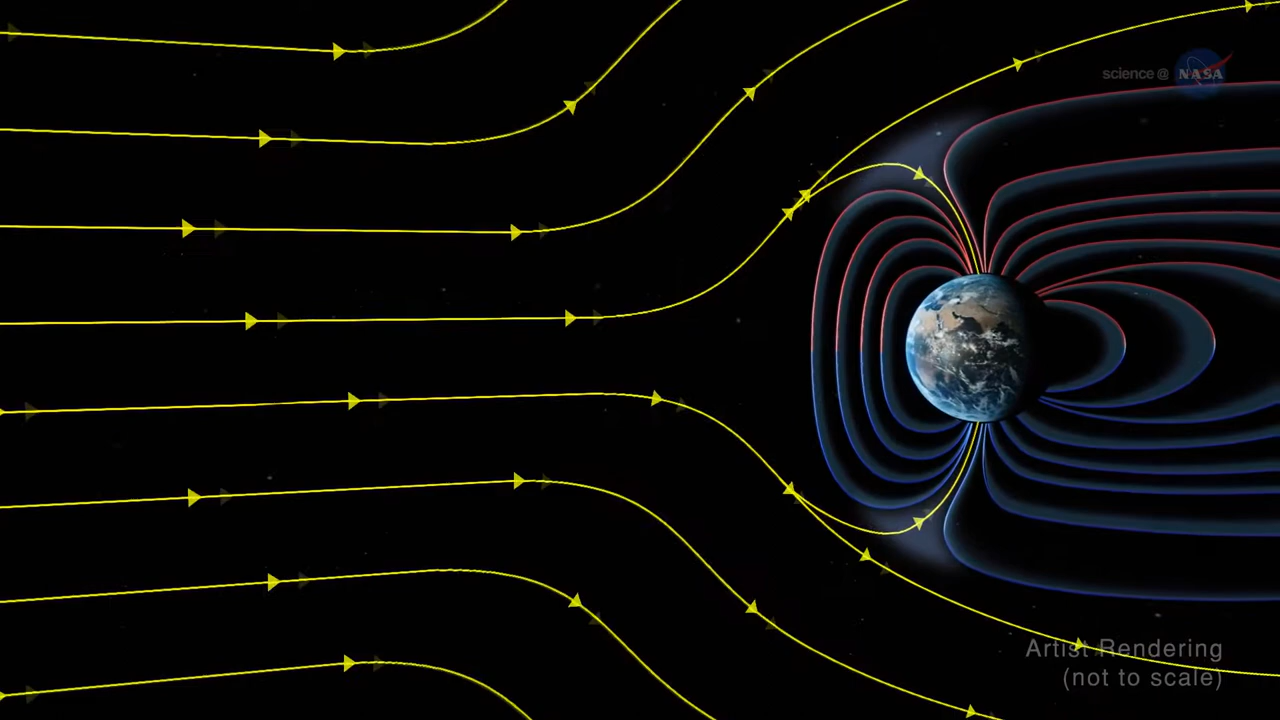 science@ NASA
Artist Rendering
(not to scale)